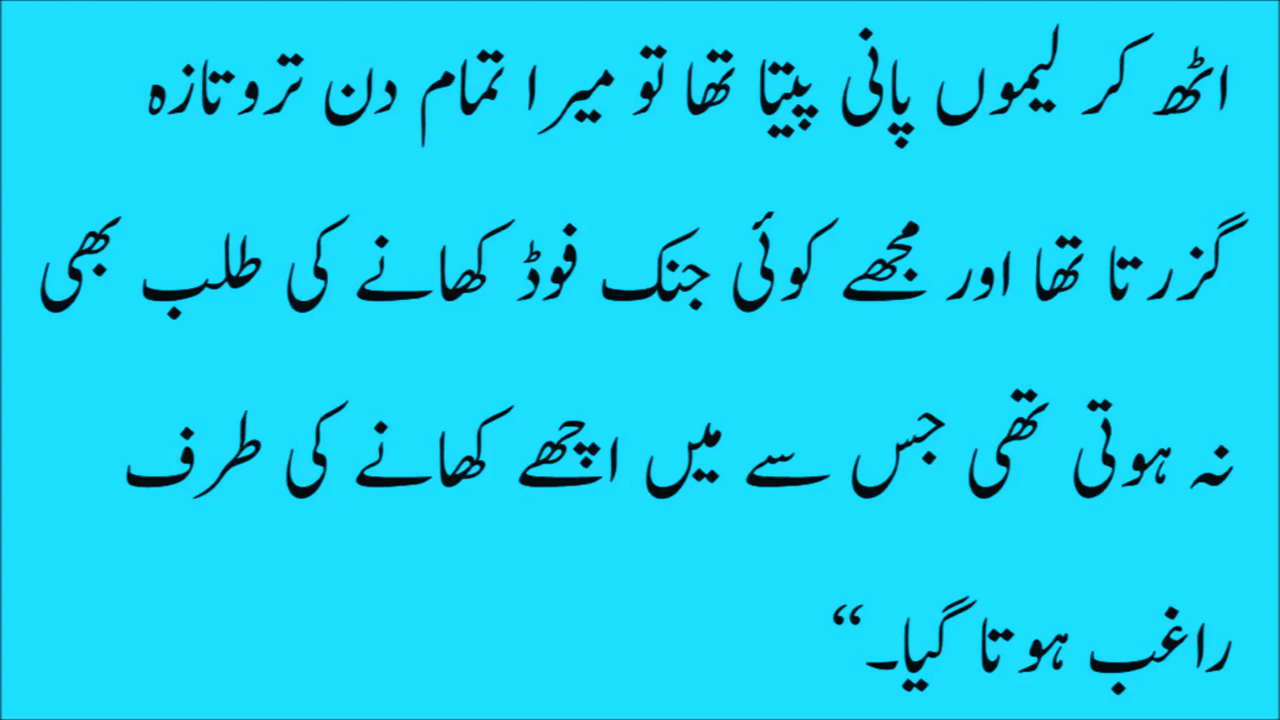 اٹھ کر لیموں پانی پیتا تھا تو میرا تمام دن تروتازہ
گزرتا تھا اور مجھے کوئی جنک فوڈ کھانے کی طلب بھی
نہ ہوتی تھی جس سے میں اچھے کھانے کی طرف
راغب ہوتا گیا۔‘‘